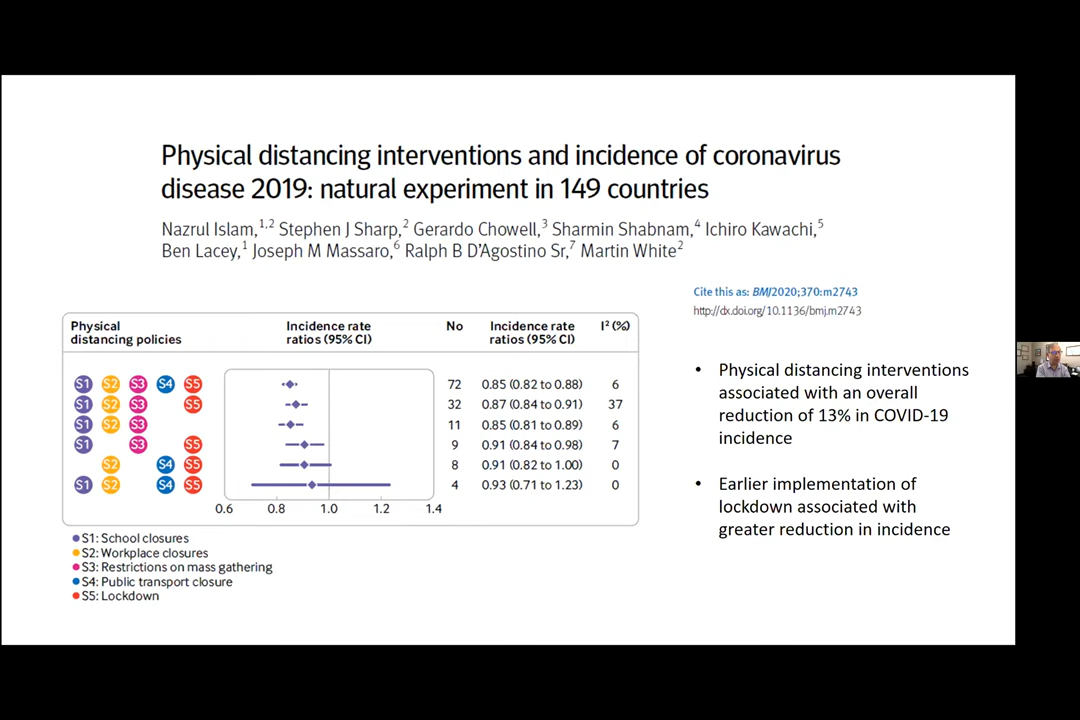 Physical distancing interventions and incidence of coronavirus
disease 2019: natural experiment in 149 countries
Nazrul Islam,1,2 Stephen J Sharp,2 Gerardo Chowell,3 Sharmin Shabnam,4 Ichiro Kawachi,5
Ben Lacey,1 Joseph M Massaro,6 Ralph B D'Agostino Sr,7 Martin White2
Cite this as: BMJ2020;370:m2743
http://dx.doi.org/10.1136/bmj.m2743
Physical
distancing policies
Incidence rate
ratios (95% CI)
No
Incidence rate
ratios (95% CI)
I2 (%)
S1 S2 S3 S4 S5 72 0.85 (0.82 to 0.88) 6
S1 S2 S3 S5 32 0.87 (0.84 to 0.91) 37
S1 S2 S3 11 0.85 (0.81 to 0.89) 6
S1 S3 S5 9 0.91 (0.84 to 0.98) 7
S2 S4 S5 8 0.91 (0.82 to 1.00) 0
S1 S2 S4 S5 4 0.93 (0.71 to 1.23) 0
0.6 0.8 1.0 1.2 1.4
S1: School closures
S2: Workplace closures
S3: Restrictions on mass gathering
S4: Public transport closure
S5: Lockdown
• Physical distancing interventions
associated with an overall
reduction of 13% in COVID-19
incidence
• Earlier implementation of
lockdown associated with
greater reduction in incidence